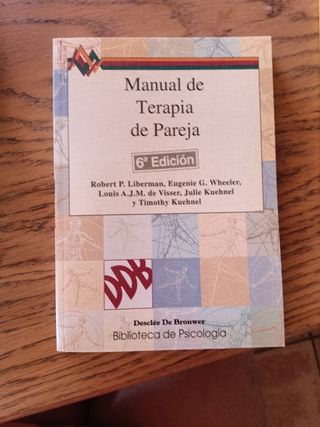 Manual de
Terapia
de Pareja
6ª Edición
Robert P. Liberman, Eugenie G. Wheeler,
Louis A.J.M. de Visser, Julie Kuehnel
y Timothy Kuehnel
DDB
Desclée De Brouwer
Biblioteca de Psicología